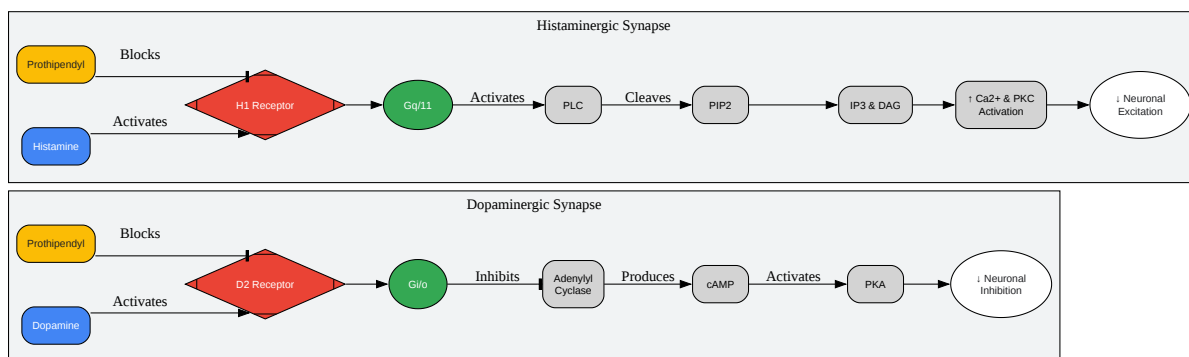 Histaminergic Synapse
Prothipendyl
Blocks
H1 Receptor
Gq/11
Activates
PLC
Cleaves
PIP2
IP3 & DAG
↑ Ca2+ & PKC
Activation
↓ Neuronal
Excitation
Activates
Histamine
Dopaminergic Synapse
Prothipendyl
Blocks
D2 Receptor
Gi/o
Inhibits
Adenylyl
Cyclase
Produces
cAMP
Activates
PKA
↓ Neuronal
Inhibition
Activates
Dopamine